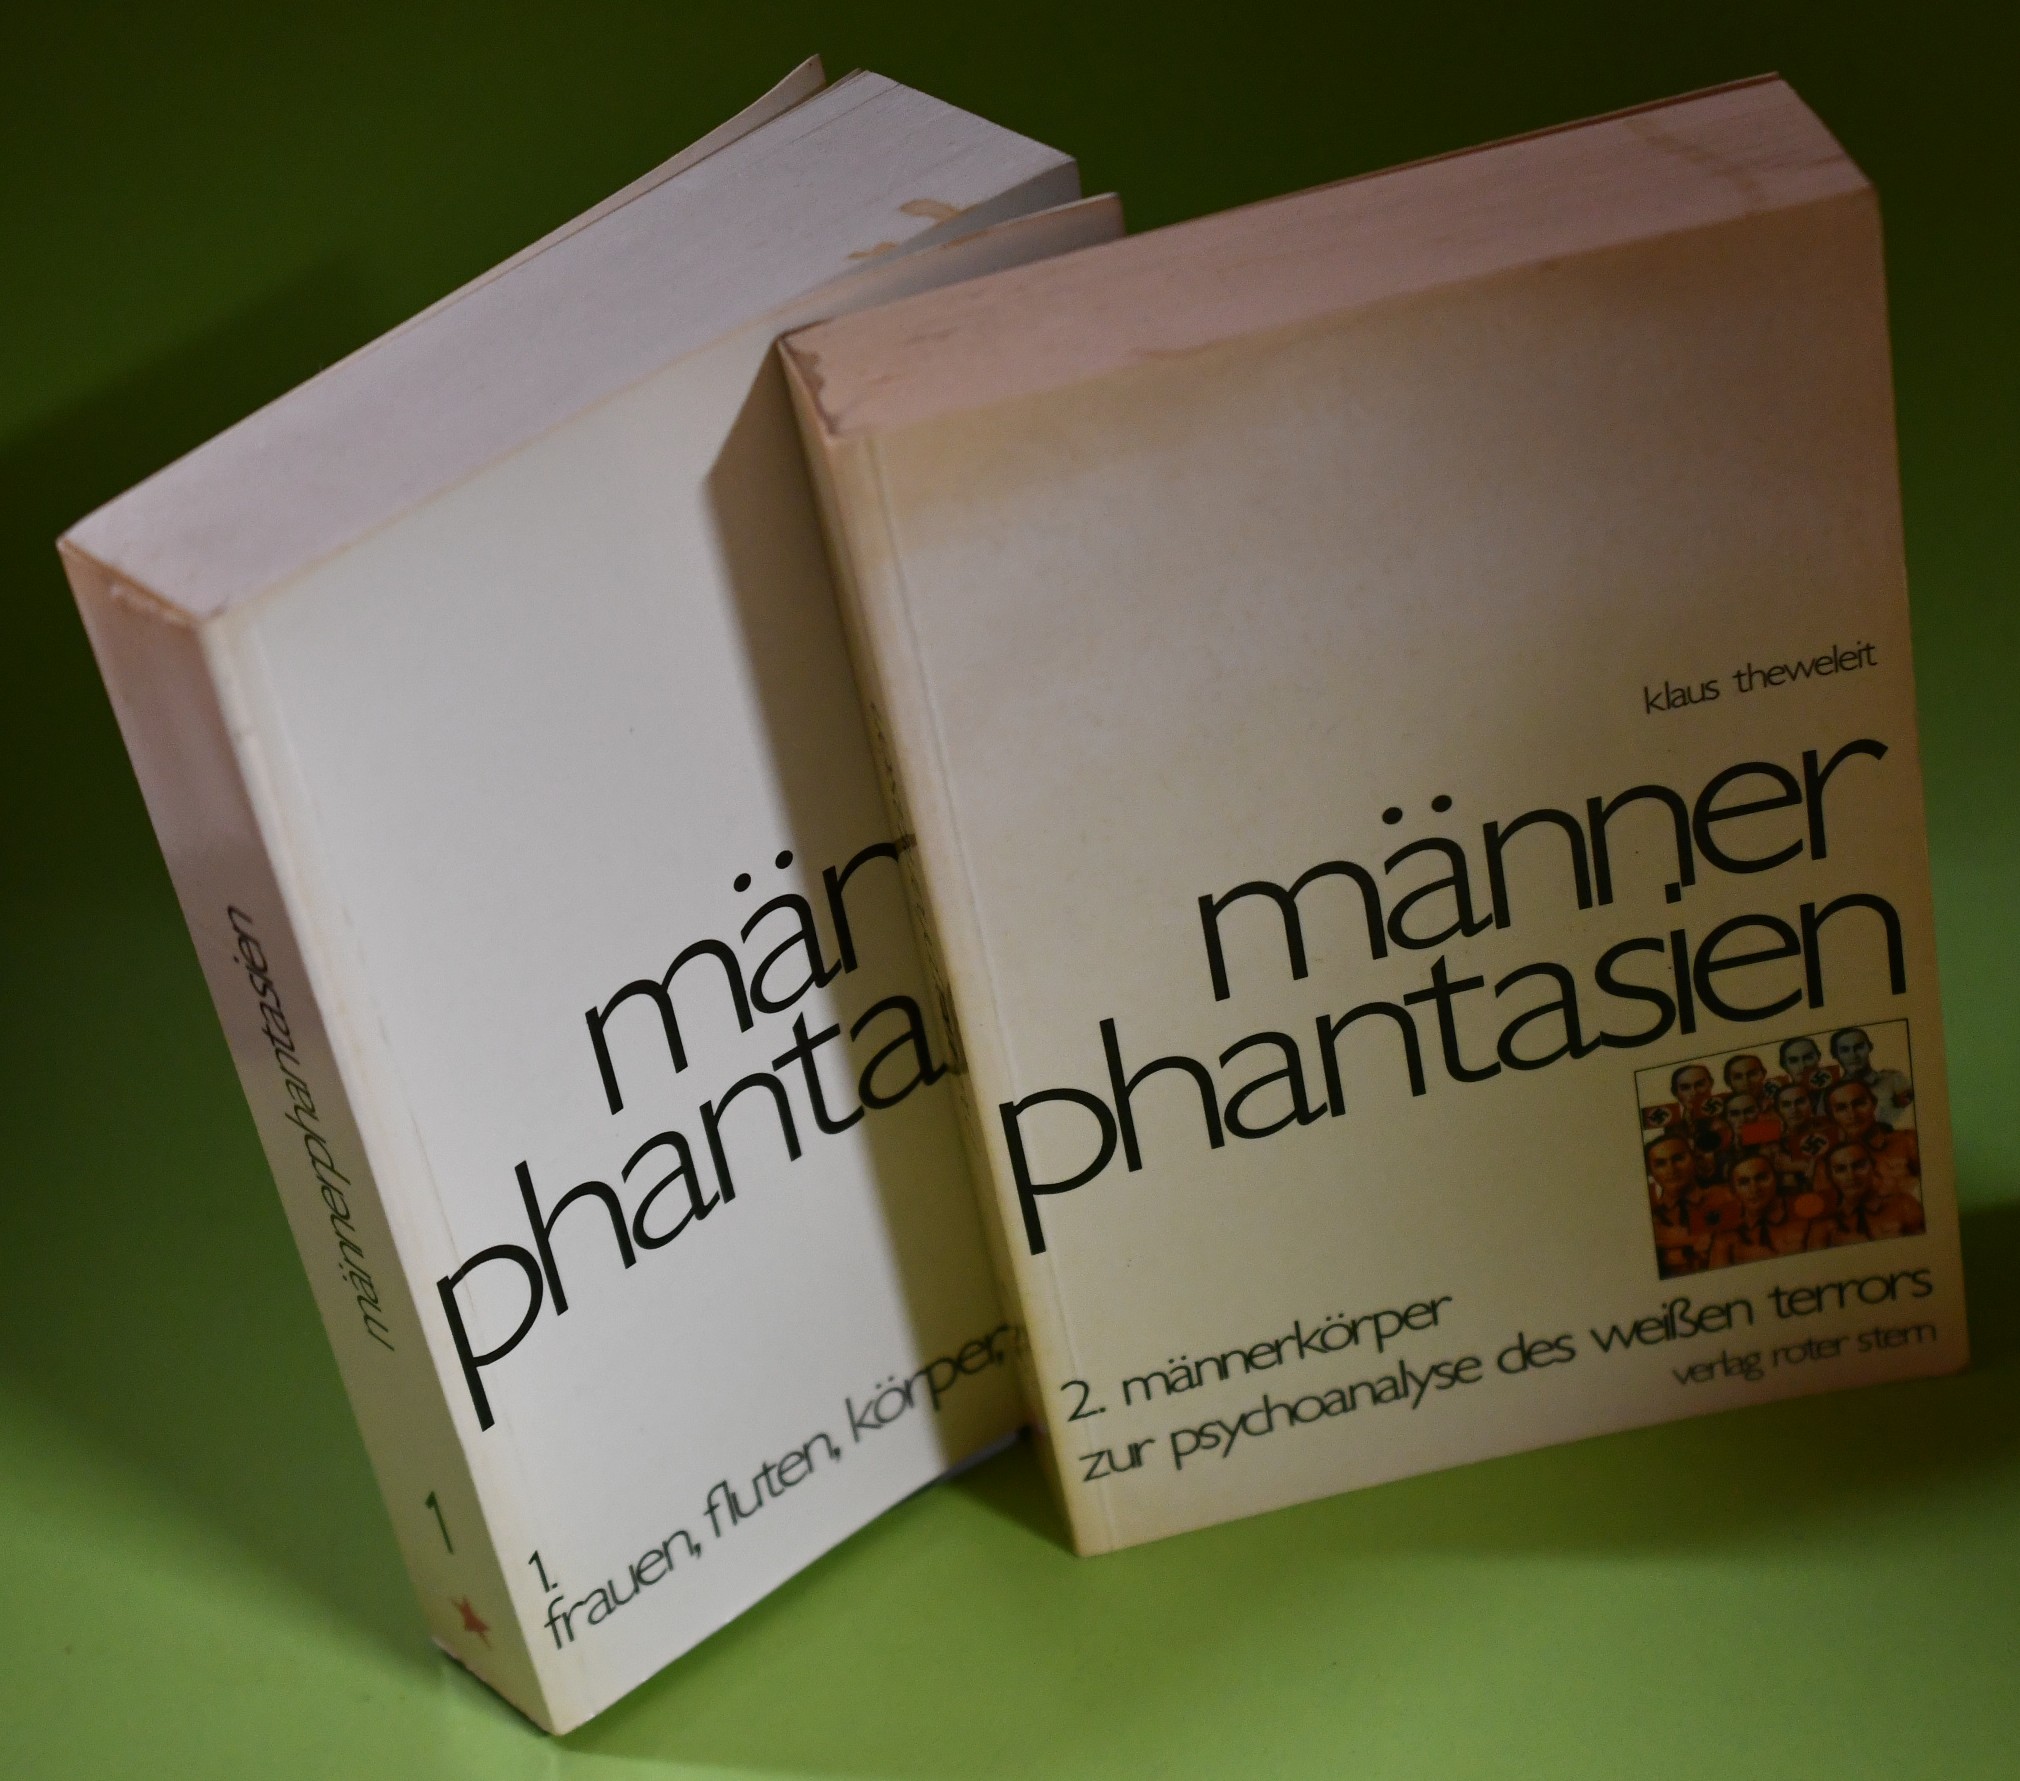 männerphantasien
1
män
phanta
1.
frauen, fluten, körper,
klaus theweleit
männer
phantasien
2. männerkörper
zur psychoanalyse des weißen terrors
verlag roter stern